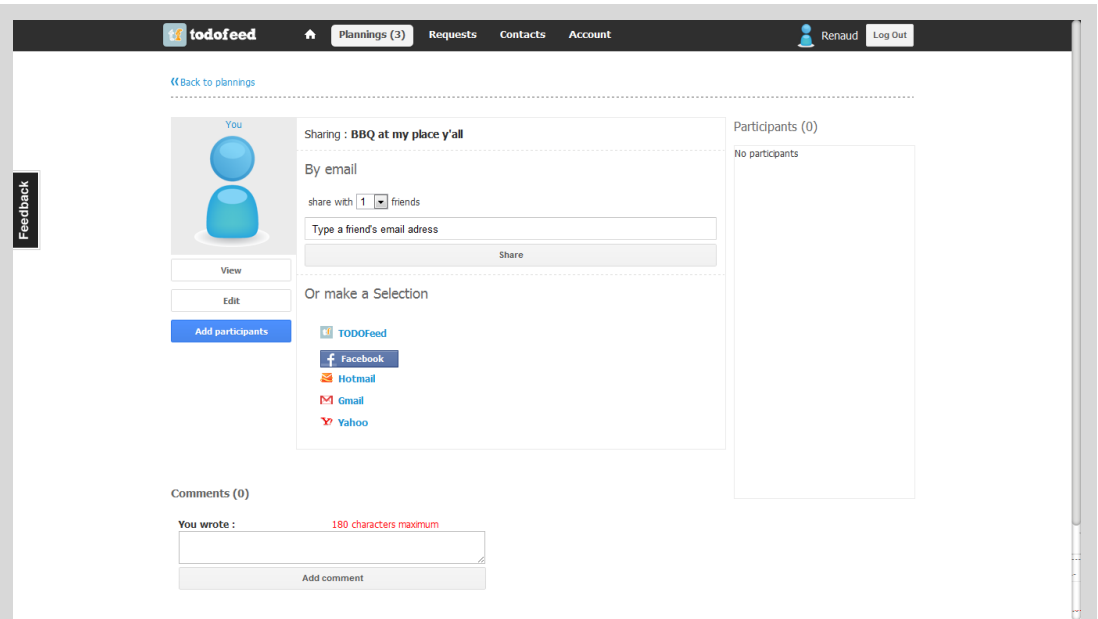 tf todofeed Plannings (3) Requests Contacts Account Renaud Log Out
Back to plannings
You
Sharing : BBQ at my place y'all
By email
share with 1 friends
Type a friend's email adress
Share
View
Edit
Add participants
Or make a Selection
TODOFeed
f Facebook
Hotmail
Gmail
Yahoo
Participants (0)
No participants
Feedback
Comments (0)
You wrote : 180 characters maximum
Add comment